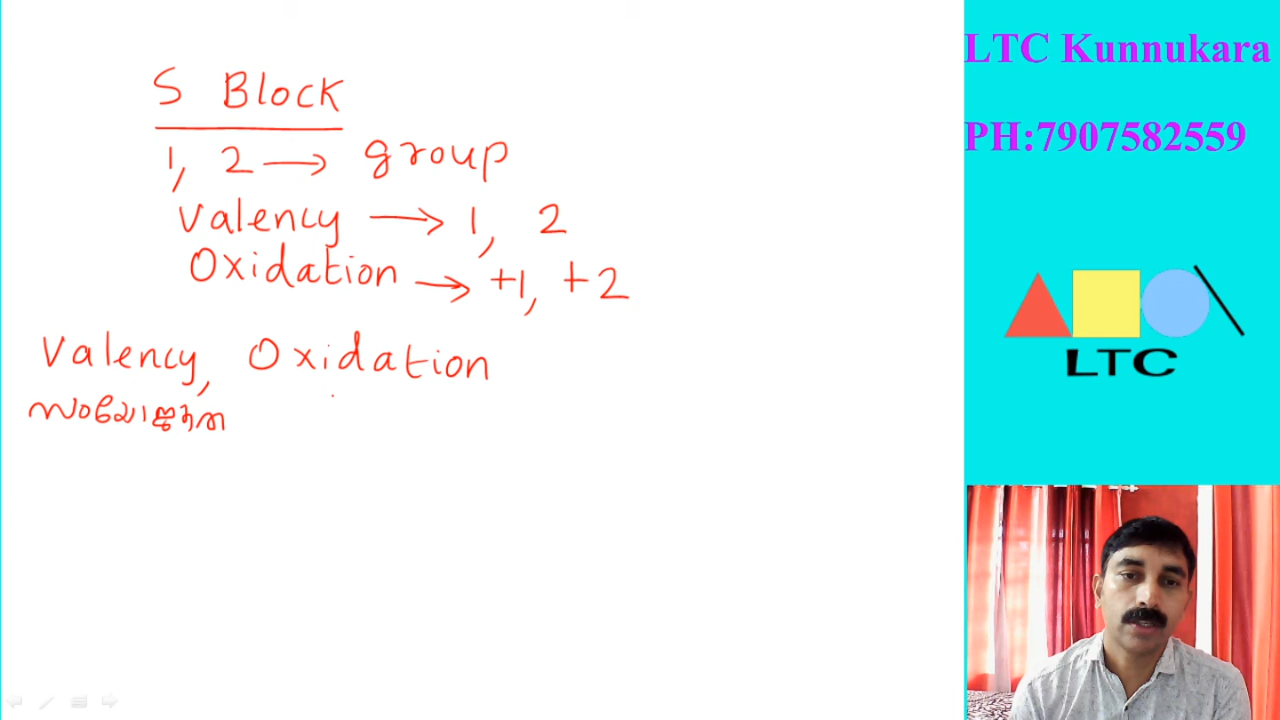 S Block
1, 2 → group
Valency → 1, 2
Oxidation → +1, +2
Valency, Oxidation
സംയോജകത
LTC Kunnukara
PH:7907582559
LTC